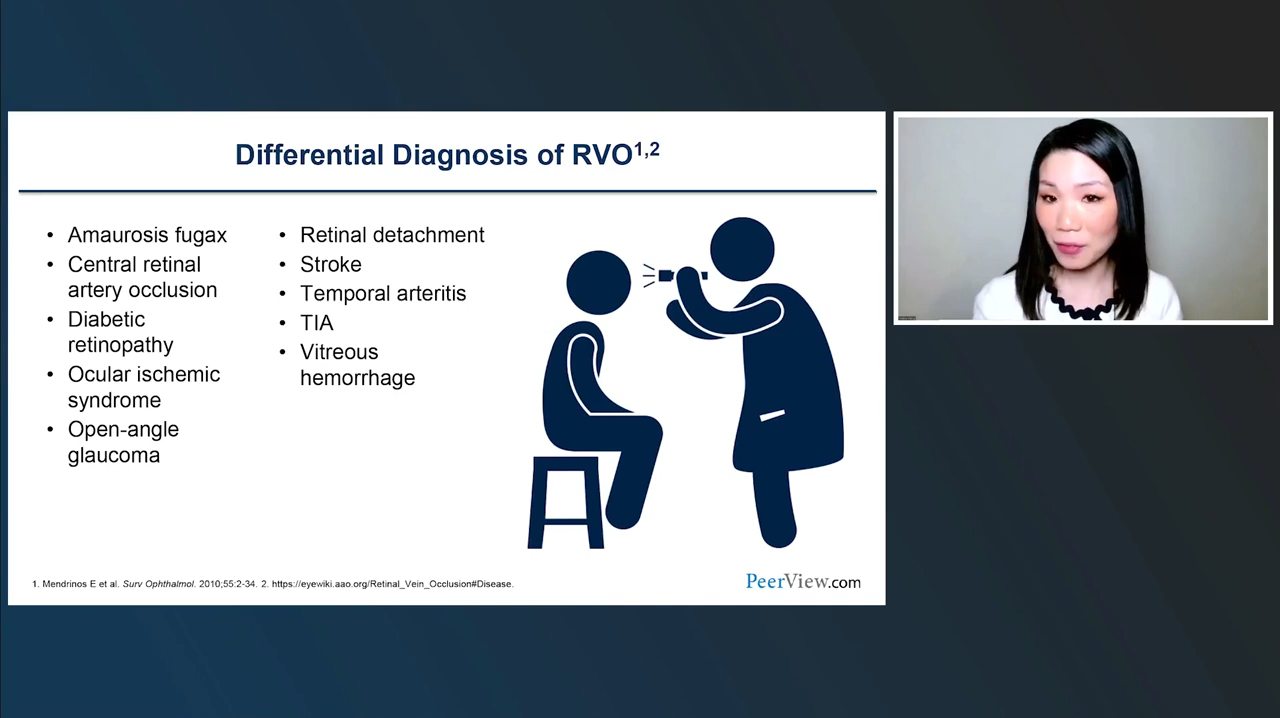 Differential Diagnosis of RVO1,2
• Amaurosis fugax
• Central retinal
artery occlusion
• Diabetic
retinopathy
• Ocular ischemic
syndrome
• Open-angle
glaucoma
• Retinal detachment
• Stroke
• Temporal arteritis
• TIA
• Vitreous
hemorrhage
1. Mendrinos E et al. Surv Ophthalmol. 2010;55:2-34. 2. https://eyewiki.aao.org/Retinal_Vein_Occlusion#Disease.
PeerView.com